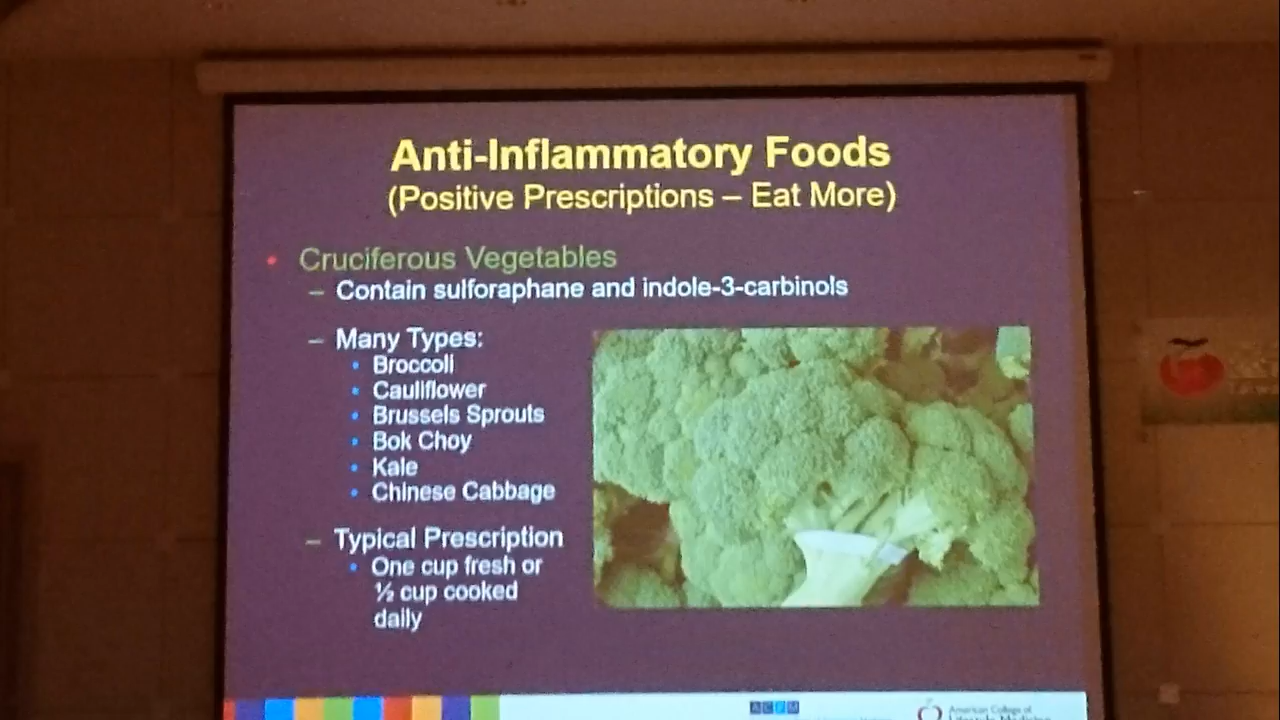 Anti-Inflammatory Foods
(Positive Prescriptions – Eat More)
• Cruciferous Vegetables
– Contain sulforaphane and indole-3-carbinols
– Many Types:
• Broccoli
• Cauliflower
• Brussels Sprouts
• Bok Choy
• Kale
• Chinese Cabbage
– Typical Prescription
• One cup fresh or
½ cup cooked
daily
American College of
Lifestyle Medicine